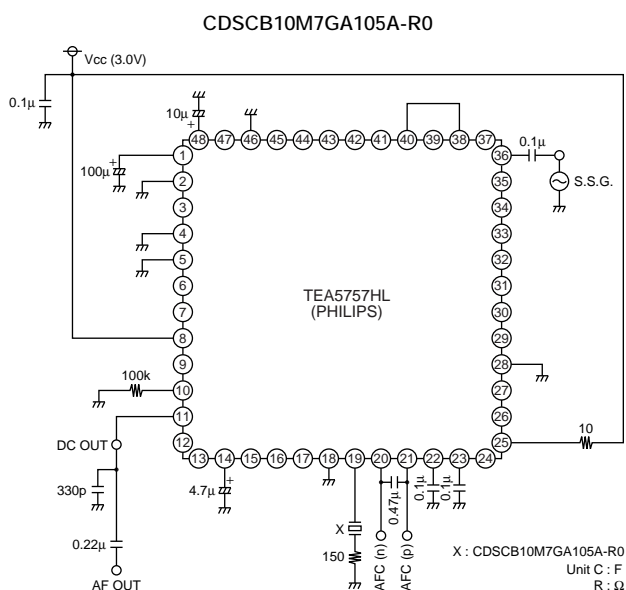 CDSCB10M7GA105A-R0
Vcc (3.0V)
0.1µ
10µ
+
48 47 46 45 44 43 42 41 40 39 38 37
100µ
+
1 2 3 4 5 6 7 8 9 10 11 12
36 35 34 33 32 31 30 29 28 27 26 25
0.1µ
S.S.G.
TEA5757HL
(PHILIPS)
100k
10
DC OUT
13 14 15 16 17 18 19 20 21 22 23 24
330p
4.7µ
+
0.47µ
0.1µ
0.1µ
0.22µ
X
150
AFC (n)
AFC (p)
AF OUT
X : CDSCB10M7GA105A-R0
Unit C : F
R : Ω